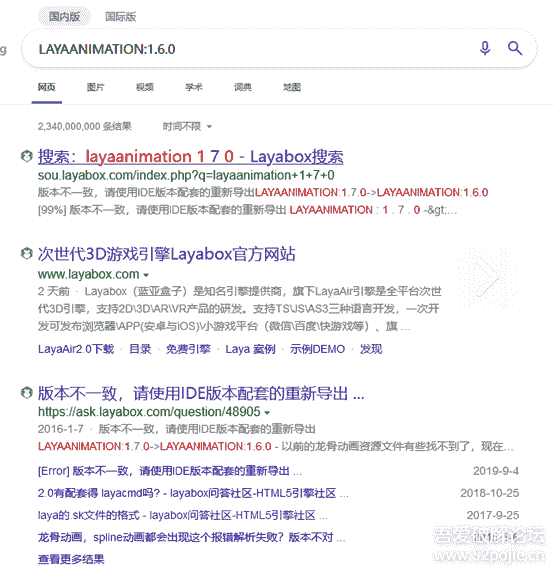 国内版 国际版
g LAYAANIMATION:1.6.0
网页 图片 视频 学术 词典 地图
2,340,000,000 条结果 时间不限
搜索：layaanimation 1 7 0 - Layabox搜索
sou.layabox.com/index.php?q=layaanimation+1+7+0
版本不一致，请使用IDE版本配套的重新导出LAYAANIMATION:1.7.0->LAYAANIMATION:1.6.0
[99%] 版本不一致，请使用IDE版本配套的重新导出 LAYAANIMATION : 1 . 7 . 0 -&gt;…
次世代3D游戏引擎Layabox官方网站
www.layabox.com
2 天前 · Layabox（蓝亚盒子）是知名引擎提供商，旗下LayaAir引擎是全平台次世
代3D引擎，支持2D\3D\AR\VR产品的研发。支持TS\JS\AS3三种语言开发，一次开
发可发布浏览器\APP(安卓与iOS)\小游戏平台（微信\百度\快游戏等）、旗 …
LayaAir2.0下载 · 目录 · 免费引擎 · Laya 案例 · 示例DEMO · 发现
版本不一致，请使用IDE版本配套的重新导出 ...
https://ask.layabox.com/question/48905
2016-1-7 · 版本不一致，请使用IDE版本配套的重新导出
LAYAANIMATION:1.7.0->LAYAANIMATION:1.6.0 - 以前的龙骨动画资源文件有些找不到了，现在…
[Error] 版本不一致，请使用IDE版本配套的重新导出 ... 2019-9-4
2.0有配套得 layacmd吗? - layabox问答社区-HTML5引擎社区 ... 2018-10-25
laya的.sk文件的格式 - layabox问答社区-HTML5引擎社区 ... 2017-9-25
龙骨动画，spline动画都会出现这个报错解析失败？版本不对 ...
查看更多结果
吾爱破解论坛
www.52pojie.cn